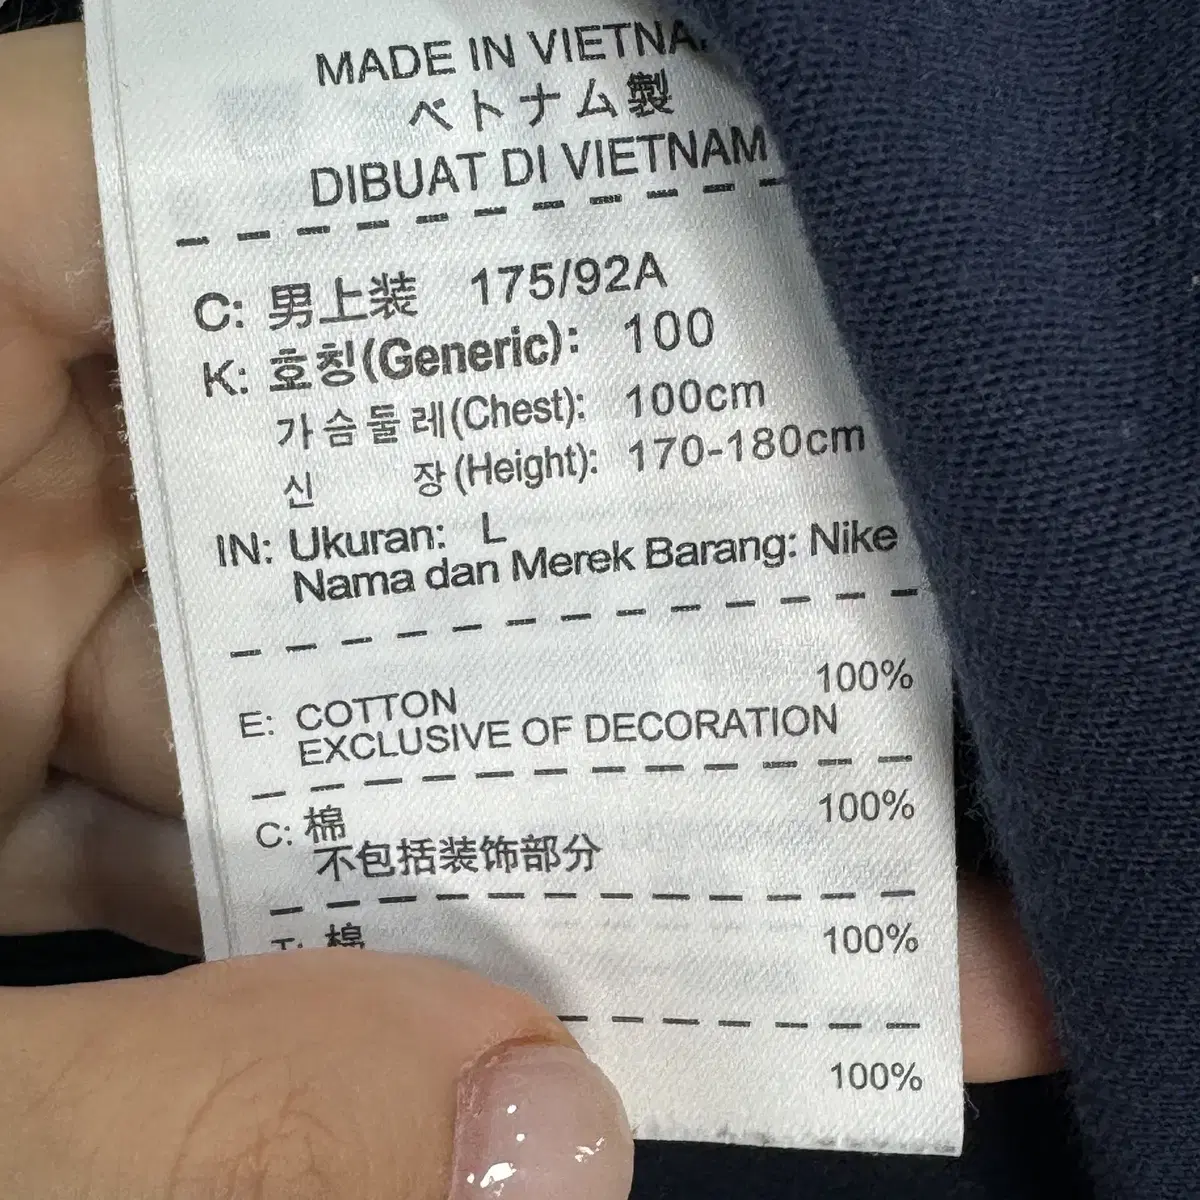 MADE IN VIETNA
ベトナム製
DIBUAT DI VIETNAM
C: 男上装 175/92A
K: 호칭(Generic): 100
가슴둘레(Chest): 100cm
신 장(Height): 170-180cm
IN: Ukuran: L
Nama dan Merek Barang: Nike
100%
E: COTTON
EXCLUSIVE OF DECORATION
100%
C: 棉
不包括装饰部分
T: 棉 100%
100%